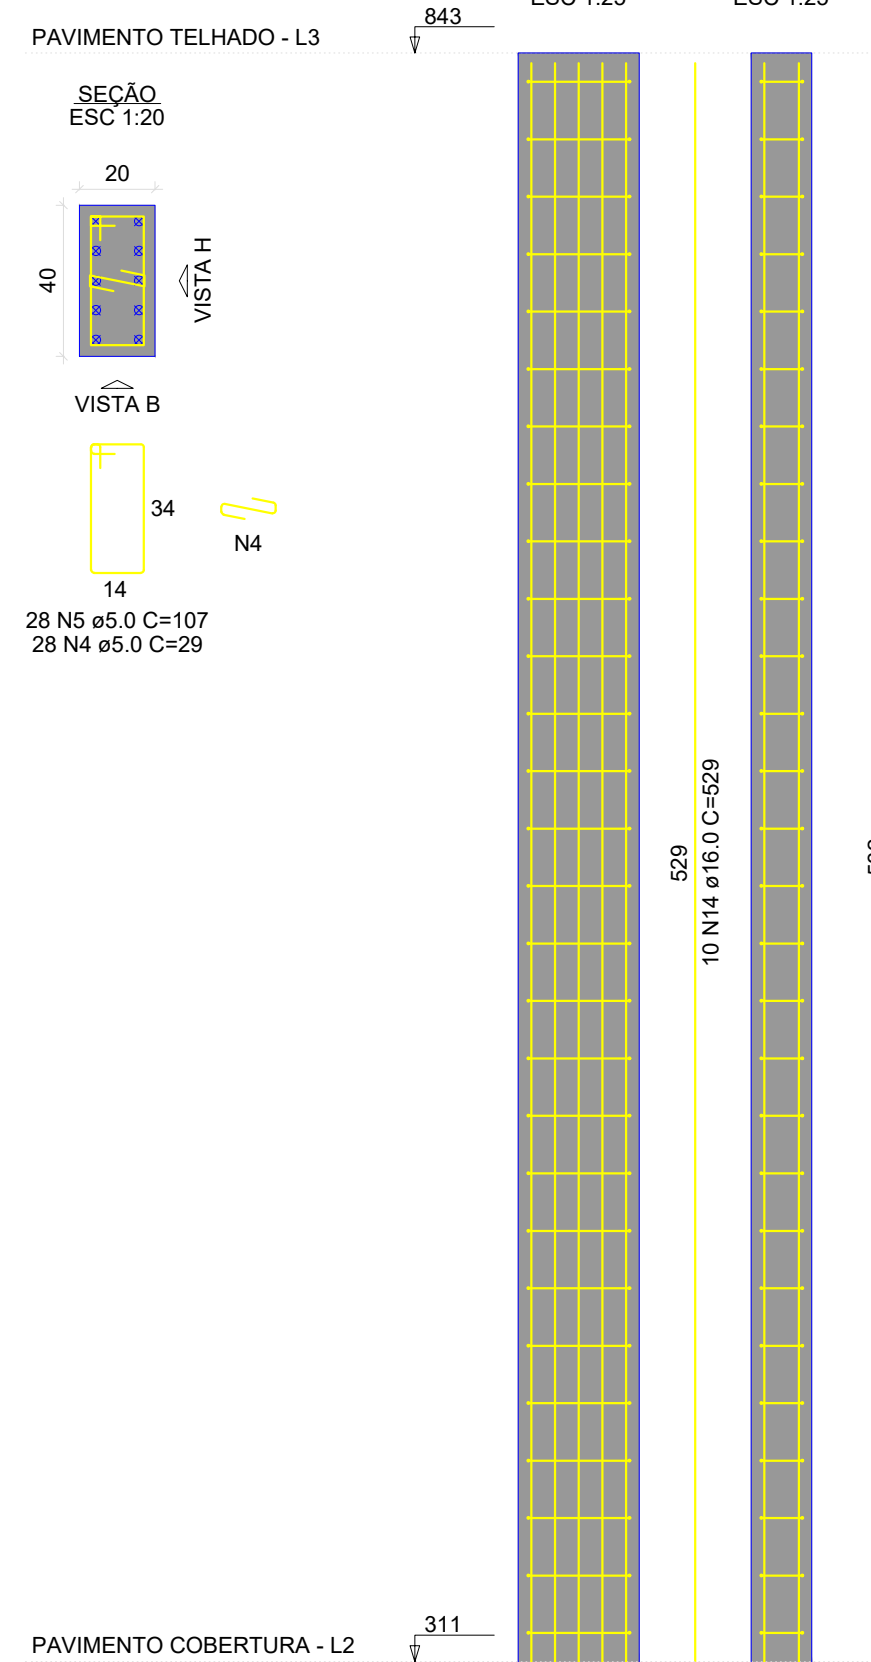 843
PAVIMENTO TELHADO - L3
SEÇÃO
ESC 1:20
20
40
VISTA H
VISTA B
34
N4
14
28 N5 ø5.0 C=107
28 N4 ø5.0 C=29
529
10 N14 ø16.0 C=529
311
PAVIMENTO COBERTURA - L2